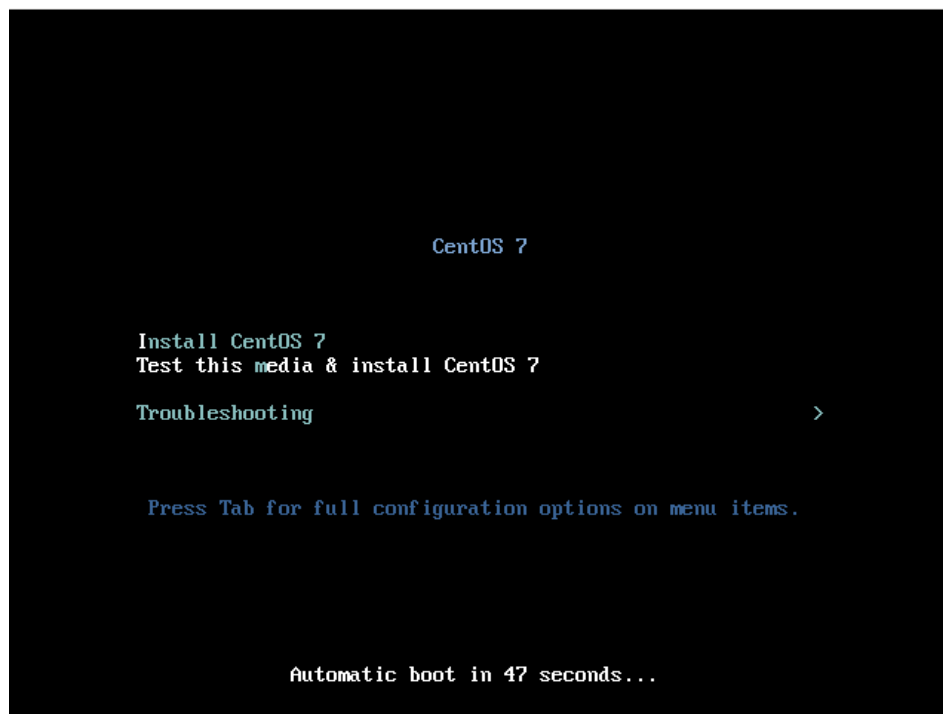 CentOS 7
Install CentOS 7
Test this media & install CentOS 7
Troubleshooting >
Press Tab for full configuration options on menu items.
Automatic boot in 47 seconds...